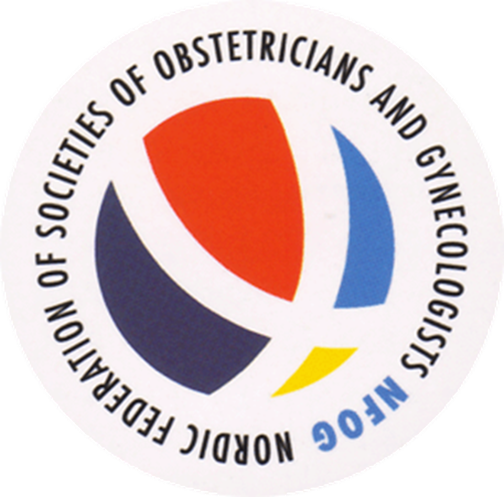 NORDIC FEDERATION OF SOCIETIES OF OBSTETRICIANS AND GYNECOLOGISTS NFOG